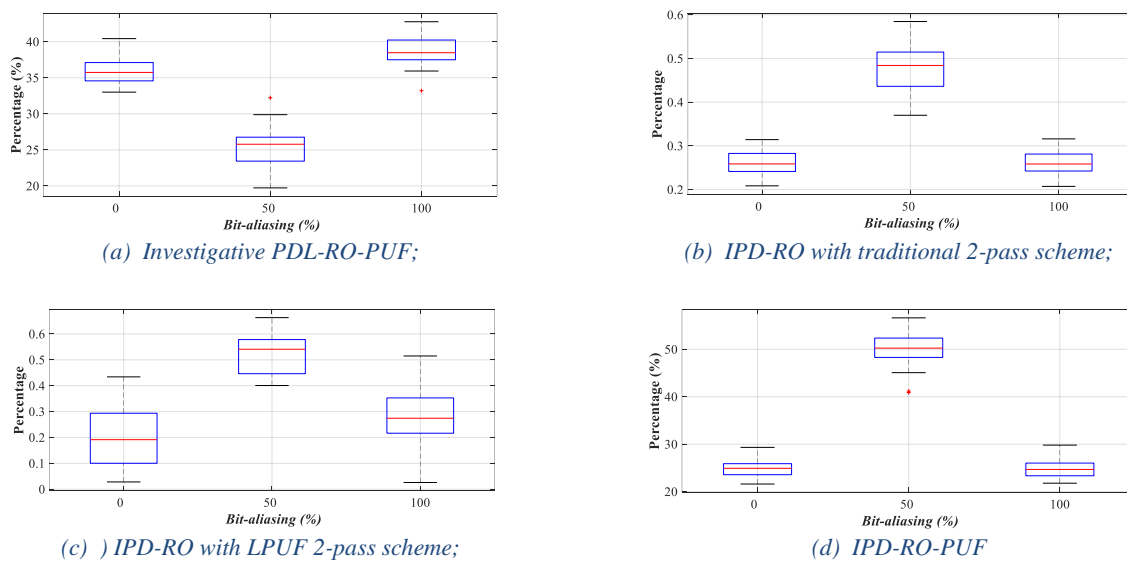 40
35
30
25
20
Percentage (%)
0 50 100
Bit-aliasing (%)
(a) Investigative PDL-RO-PUF;
0.6
0.5
0.4
0.3
0.2
Percentage
0 50 100
Bit-aliasing (%)
(b) IPD-RO with traditional 2-pass scheme;
0.6
0.5
0.4
0.3
0.2
0.1
0
Percentage
0 50 100
Bit-aliasing (%)
(c) ) IPD-RO with LPUF 2-pass scheme;
50
40
30
20
Percentage (%)
0 50 100
Bit-aliasing (%)
(d) IPD-RO-PUF